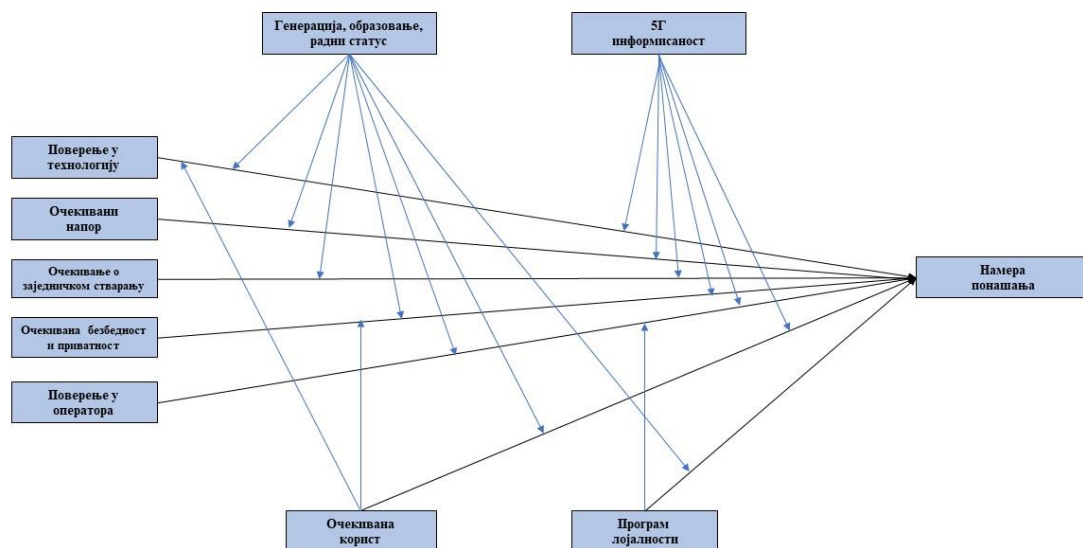 Генерација, образовање,
радни статус
5Г
информисаност
Поверење у
технологију
Очекивани
напор
Очекивање о
заједничком стварању
Очекивана безбедност
и приватност
Поверење у
оператора
Намера
понашања
Очекивана
корист
Програм
лојалности